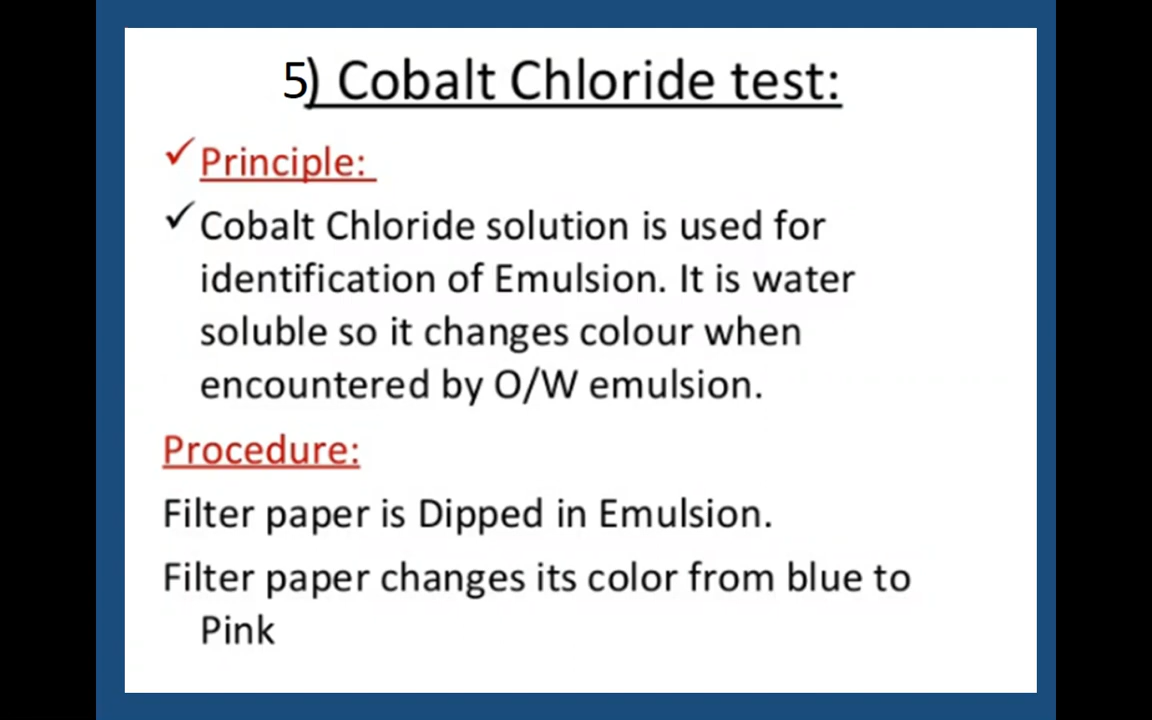 5) Cobalt Chloride test:
✓ Principle:
✓ Cobalt Chloride solution is used for
identification of Emulsion. It is water
soluble so it changes colour when
encountered by O/W emulsion.
Procedure:
Filter paper is Dipped in Emulsion.
Filter paper changes its color from blue to
Pink